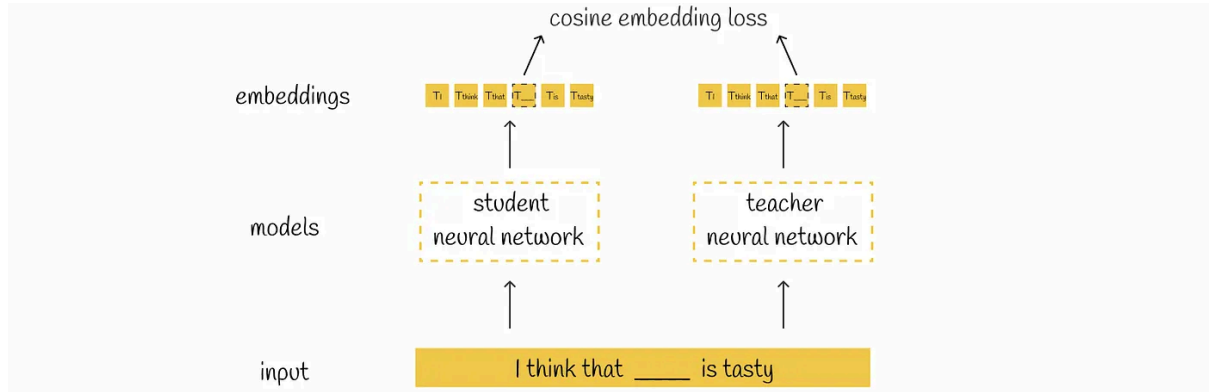 cosine embedding loss
embeddings
TI Tthink Tthat T__ Tis Ttasty
TI Tthink Tthat T__ Tis Ttasty
models
student
neural network
teacher
neural network
input
I think that ____ is tasty